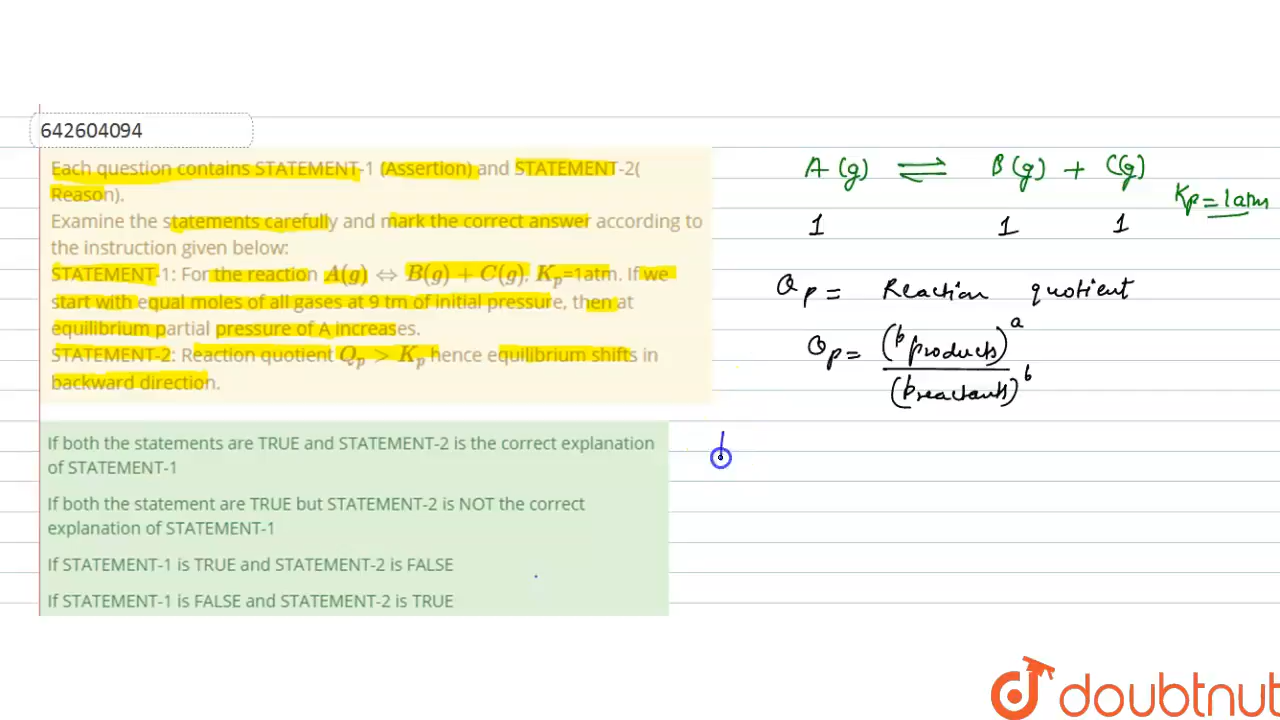 642604094
Each question contains STATEMENT-1 (Assertion) and STATEMENT-2(
Reason).
Examine the statements carefully and mark the correct answer according to
the instruction given below:
STATEMENT-1: For the reaction A(g) ⇔ B(g) + C(g). K_p=1atm. If we
start with equal moles of all gases at 9 tm of initial pressure, then at
equilibrium partial pressure of A increases.
STATEMENT-2: Reaction quotient Q_p > K_p hence equilibrium shifts in
backward direction.
If both the statements are TRUE and STATEMENT-2 is the correct explanation
of STATEMENT-1
If both the statement are TRUE but STATEMENT-2 is NOT the correct
explanation of STATEMENT-1
If STATEMENT-1 is TRUE and STATEMENT-2 is FALSE
If STATEMENT-1 is FALSE and STATEMENT-2 is TRUE
A(g) ⇌ B(g) + C(g)
Kp = 1atm
1 1 1
Qp = Reaction quotient
Qp = (p products)^a
(p reactants)^b
doubtnut